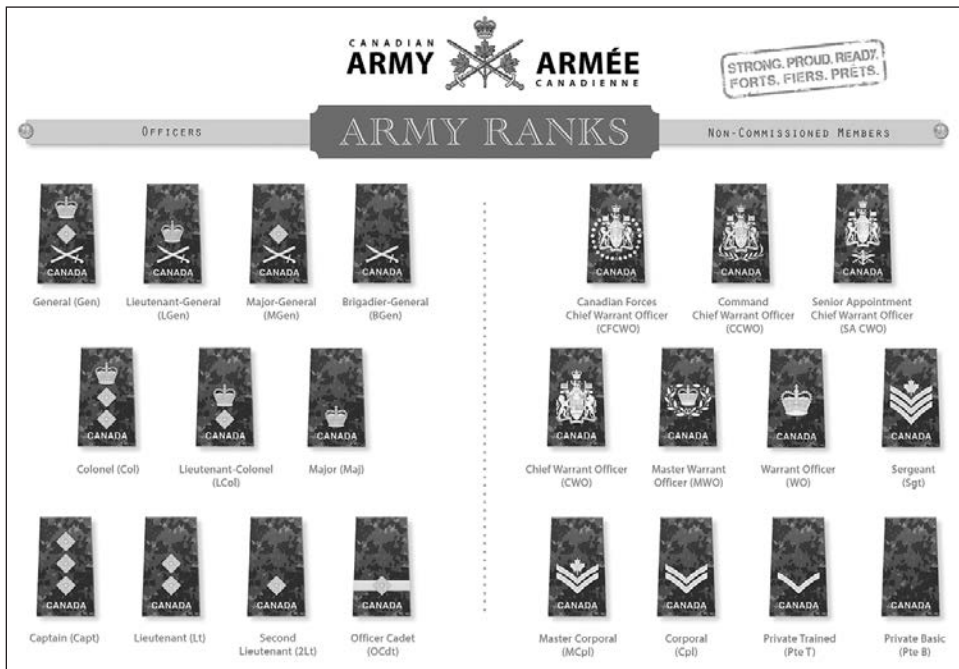 CANADIAN
ARMY
ARMÉE
CANADIENNE
STRONG. PROUD. READY.
FORTS. FIERS. PRÊTS.
OFFICERS
ARMY RANKS
NON-COMMISSIONED MEMBERS
CANADA
CANADA
CANADA
CANADA
General (Gen)
Lieutenant-General
(LGen)
Major-General
(MGen)
Brigadier-General
(BGen)
CANADA
CANADA
CANADA
Canadian Forces
Chief Warrant Officer
(CFCWO)
Command
Chief Warrant Officer
(CCWO)
Senior Appointment
Chief Warrant Officer
(SA CWO)
CANADA
CANADA
CANADA
Colonel (Col)
Lieutenant-Colonel
(LCol)
Major (Maj)
CANADA
CANADA
CANADA
CANADA
Chief Warrant Officer
(CWO)
Master Warrant
Officer (MWO)
Warrant Officer
(WO)
Sergeant
(Sgt)
CANADA
CANADA
CANADA
CANADA
Captain (Capt)
Lieutenant (Lt)
Second
Lieutenant (2Lt)
Officer Cadet
(OCdt)
CANADA
CANADA
CANADA
CANADA
Master Corporal
(MCpl)
Corporal
(Cpl)
Private Trained
(Pte T)
Private Basic
(Pte B)